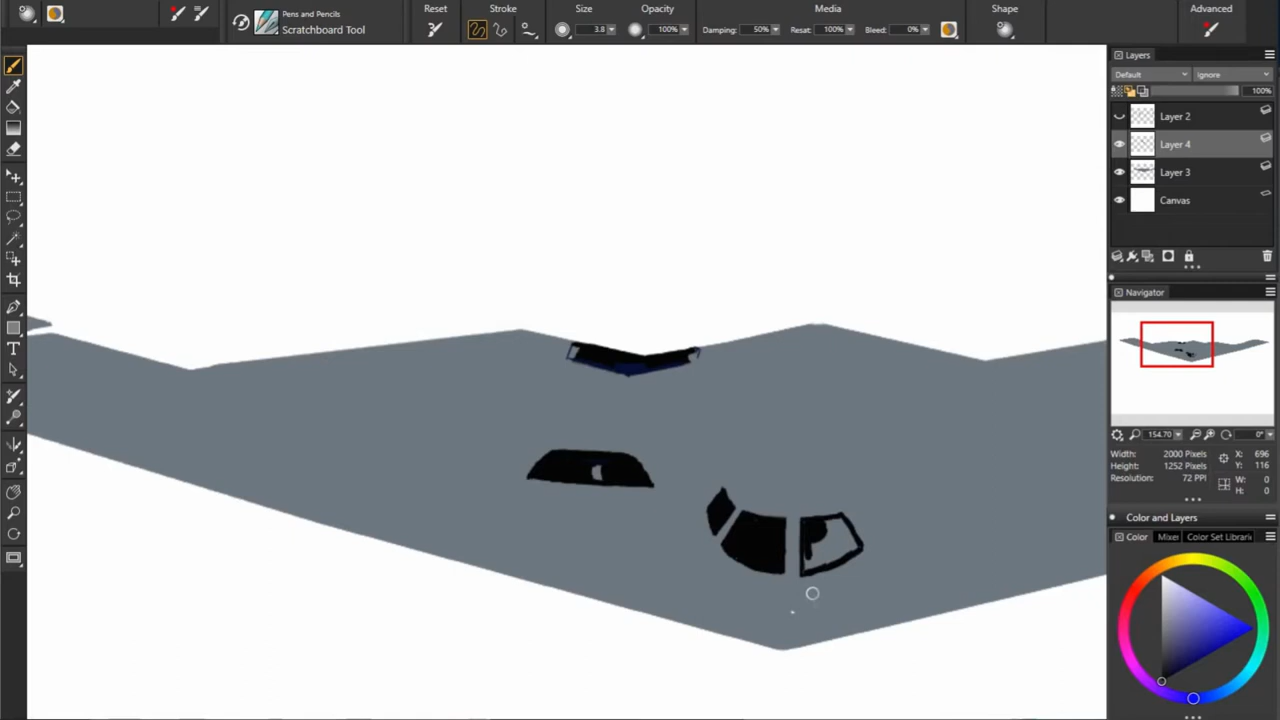 Pens and Pencils
Scratchboard Tool
Reset
Stroke
Size
3.8
Opacity
100%
Media
Damping: 50%
Resat: 100%
Bleed: 0%
Shape
Advanced
Layers
Default
Ignore
100%
Layer 2
Layer 4
Layer 3
Canvas
Navigator
154.70
0°
Width: 2000 Pixels
Height: 1252 Pixels
Resolution: 72 PPI
X: 696
Y: 116
W: 0
H: 0
Color and Layers
Color
Mixe
Color Set Librari
T